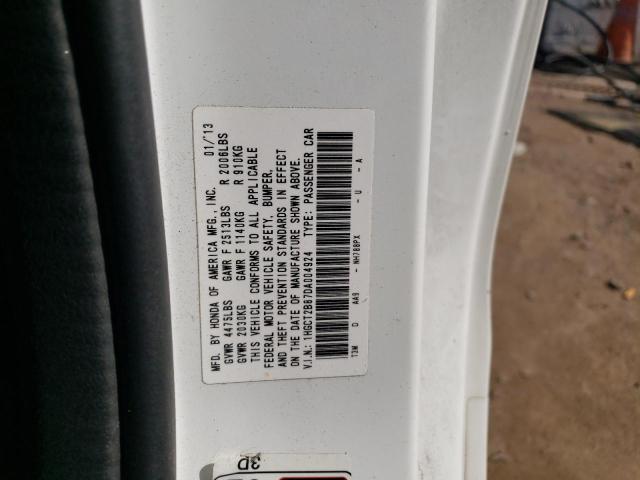 MFD. BY HONDA OF AMERICA MFG., INC. 01/'13
GVWR 4475LBS GAWR F 2513LBS R 2006LBS
GVWR 2030KG GAWR F 1140KG R 910KG
THIS VEHICLE CONFORMS TO ALL APPLICABLE
FEDERAL MOTOR VEHICLE SAFETY, BUMPER,
AND THEFT PREVENTION STANDARDS IN EFFECT
ON THE DATE OF MANUFACTURE SHOWN ABOVE.
V.I.N.: 1HGCT2B87DA004924 TYPE: PASSENGER CAR
T3M D AA9 - NH788PX - U - A
3D